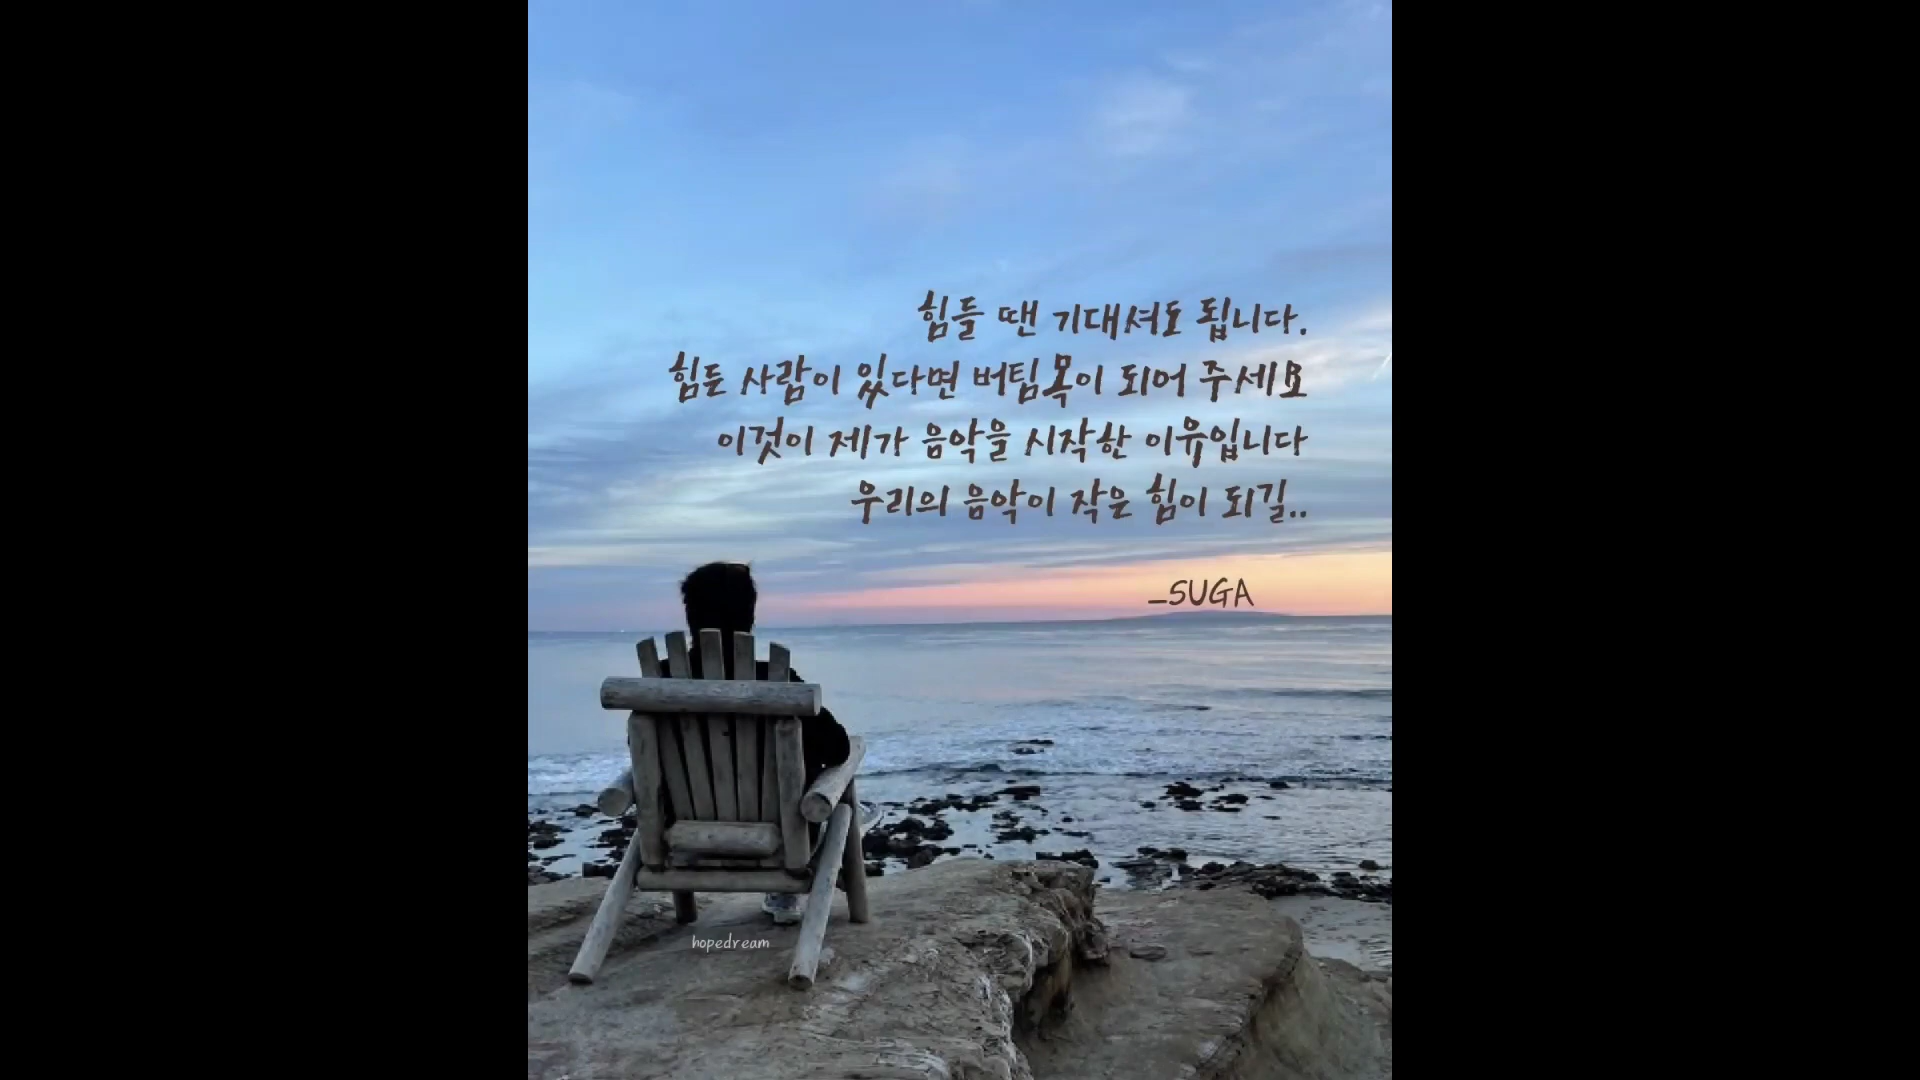 힘들 땐 기대셔도 됩니다.
힘든 사람이 있다면 버팀목이 되어 주세요
이것이 제가 음악을 시작한 이유입니다
우리의 음악이 작은 힘이 되길..
_SUGA
hopedream